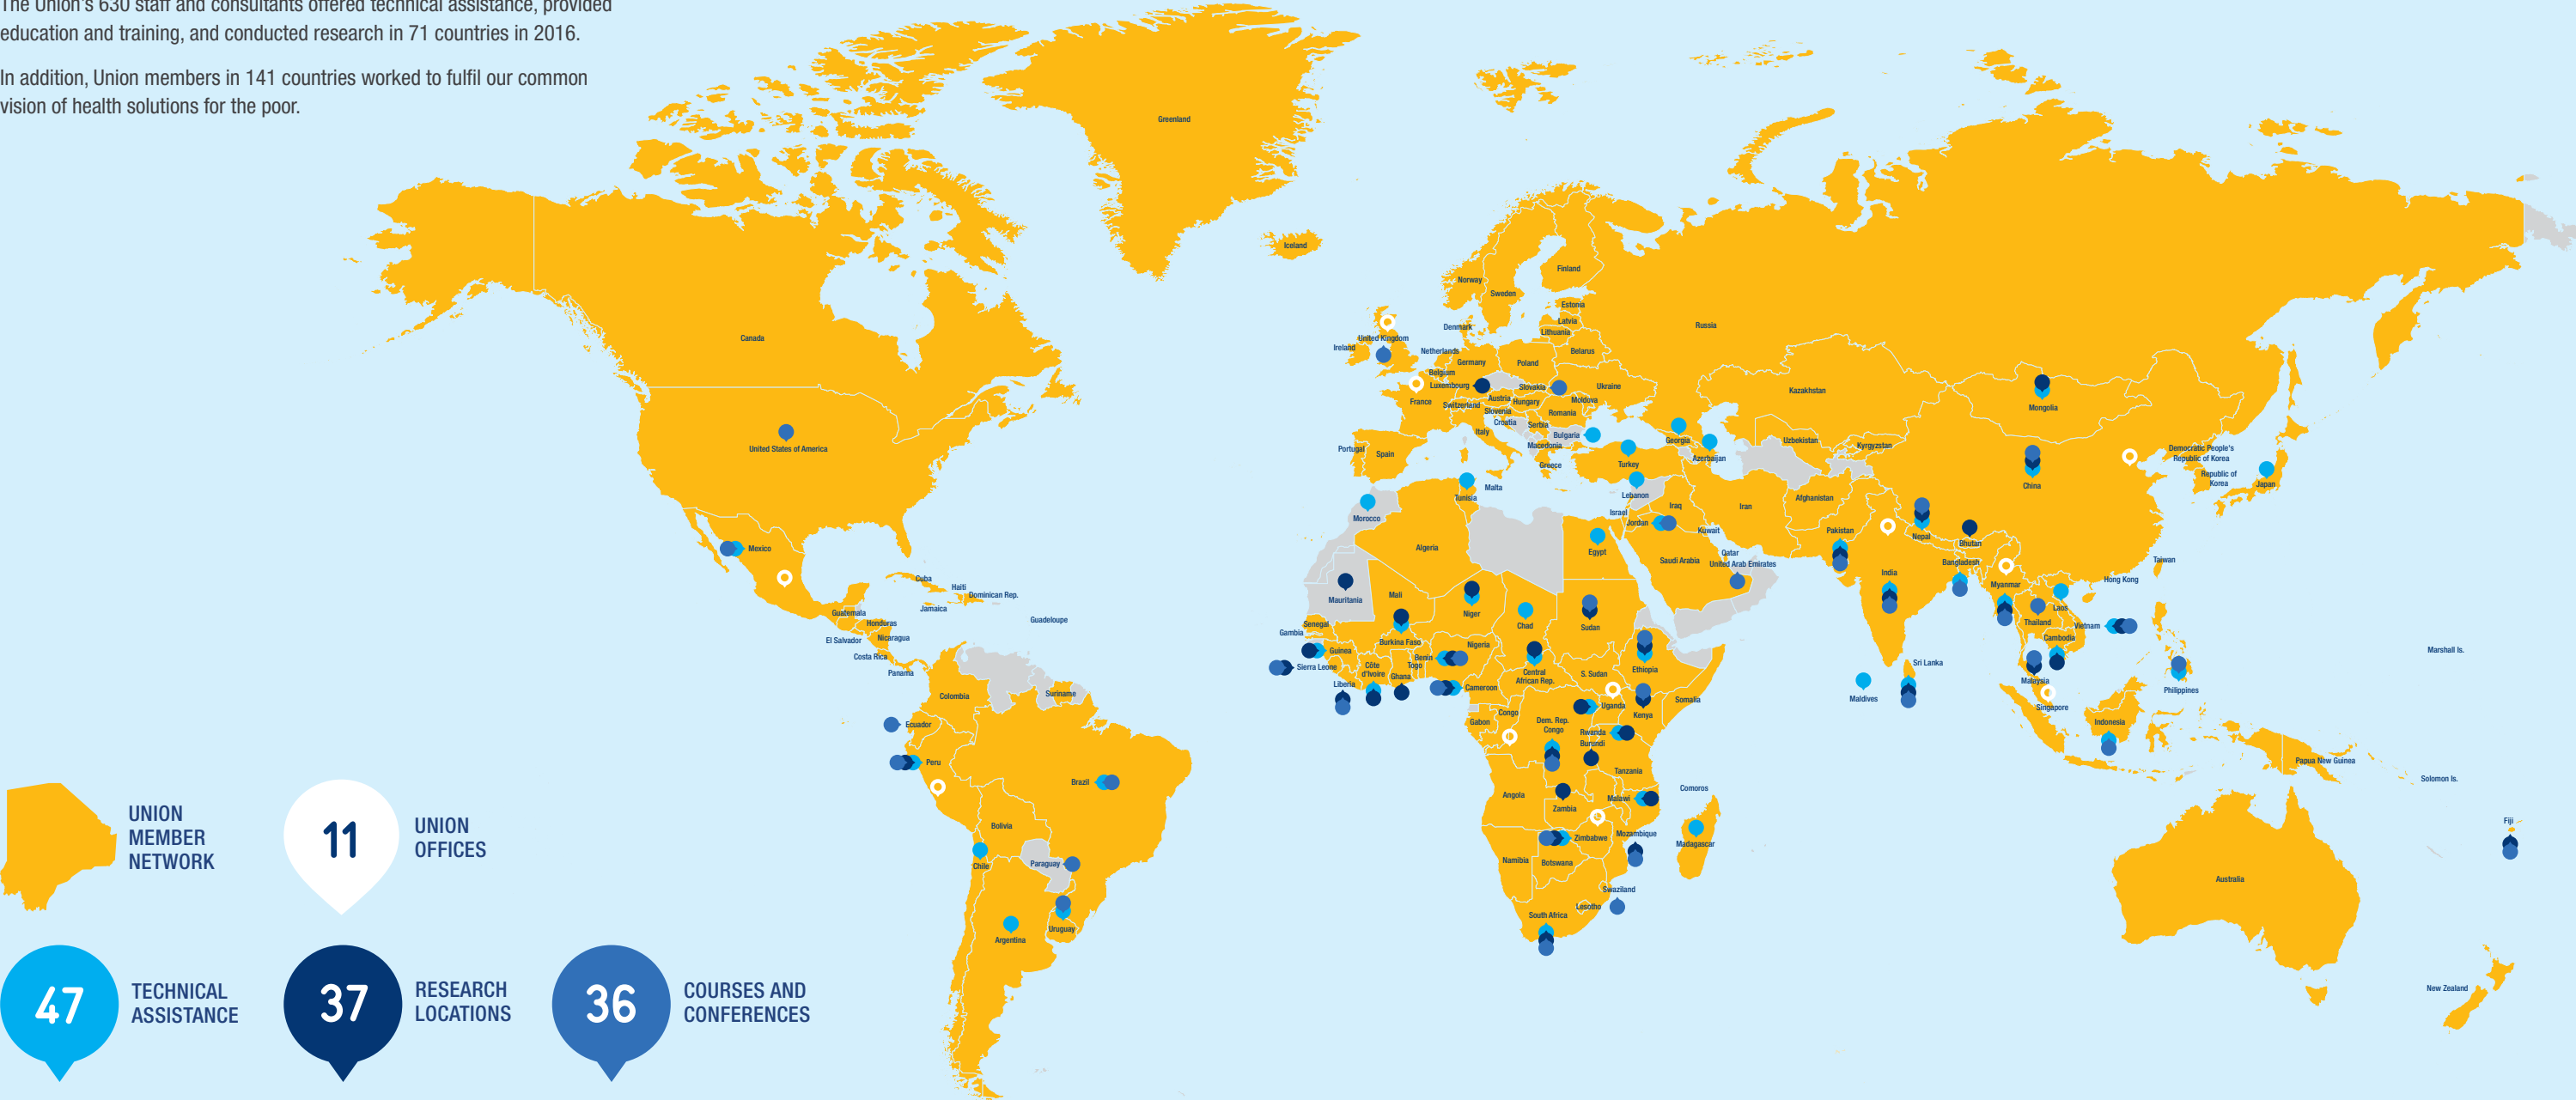 The Union's 630 staff and consultants offered technical assistance, provided
education and training, and conducted research in 71 countries in 2016.
In addition, Union members in 141 countries worked to fulfil our common
vision of health solutions for the poor.
Greenland
Iceland
Finland
Norway
Sweden
Estonia
Latvia
Lithuania
Denmark
Russia
Canada
United Kingdom
Ireland
Netherlands
Belarus
Germany
Poland
Belgium
Luxembourg
Slovakia
Ukraine
Kazakhstan
France
Austria
Hungary
Moldova
Switzerland
Slovenia
Romania
Mongolia
Croatia
Serbia
Italy
Bulgaria
Georgia
Uzbekistan
Kyrgyzstan
Macedonia
Azerbaijan
United States of America
Portugal
Spain
Greece
Turkey
Democratic People's
Republic of Korea
Republic of
Korea
Japan
China
Malta
Tunisia
Lebanon
Afghanistan
Iraq
Iran
Israel
Morocco
Jordan
Kuwait
Pakistan
Nepal
Bhutan
Mexico
Algeria
Egypt
Saudi Arabia
Qatar
United Arab Emirates
Bangladesh
Taiwan
India
Myanmar
Hong Kong
Cuba
Haiti
Dominican Rep.
Jamaica
Guadeloupe
Guatemala
Honduras
El Salvador
Nicaragua
Costa Rica
Panama
Mauritania
Mali
Niger
Chad
Sudan
Laos
Thailand
Vietnam
Cambodia
Senegal
Gambia
Burkina Faso
Guinea
Nigeria
Benin
Sierra Leone
Côte
d'Ivoire
Togo
Ghana
Liberia
Central
African Rep.
S. Sudan
Ethiopia
Cameroon
Somalia
Sri Lanka
Maldives
Malaysia
Singapore
Philippines
Marshall Is.
Colombia
Suriname
Ecuador
Peru
Brazil
Gabon
Congo
Dem. Rep.
Congo
Uganda
Kenya
Rwanda
Burundi
Tanzania
Indonesia
Papua New Guinea
Solomon Is.
Angola
Zambia
Malawi
Comoros
Bolivia
Zimbabwe
Mozambique
Madagascar
Fiji
Chile
Paraguay
Namibia
Botswana
Swaziland
Lesotho
South Africa
Australia
Argentina
Uruguay
New Zealand
UNION
MEMBER
NETWORK
11
UNION
OFFICES
47
TECHNICAL
ASSISTANCE
37
RESEARCH
LOCATIONS
36
COURSES AND
CONFERENCES